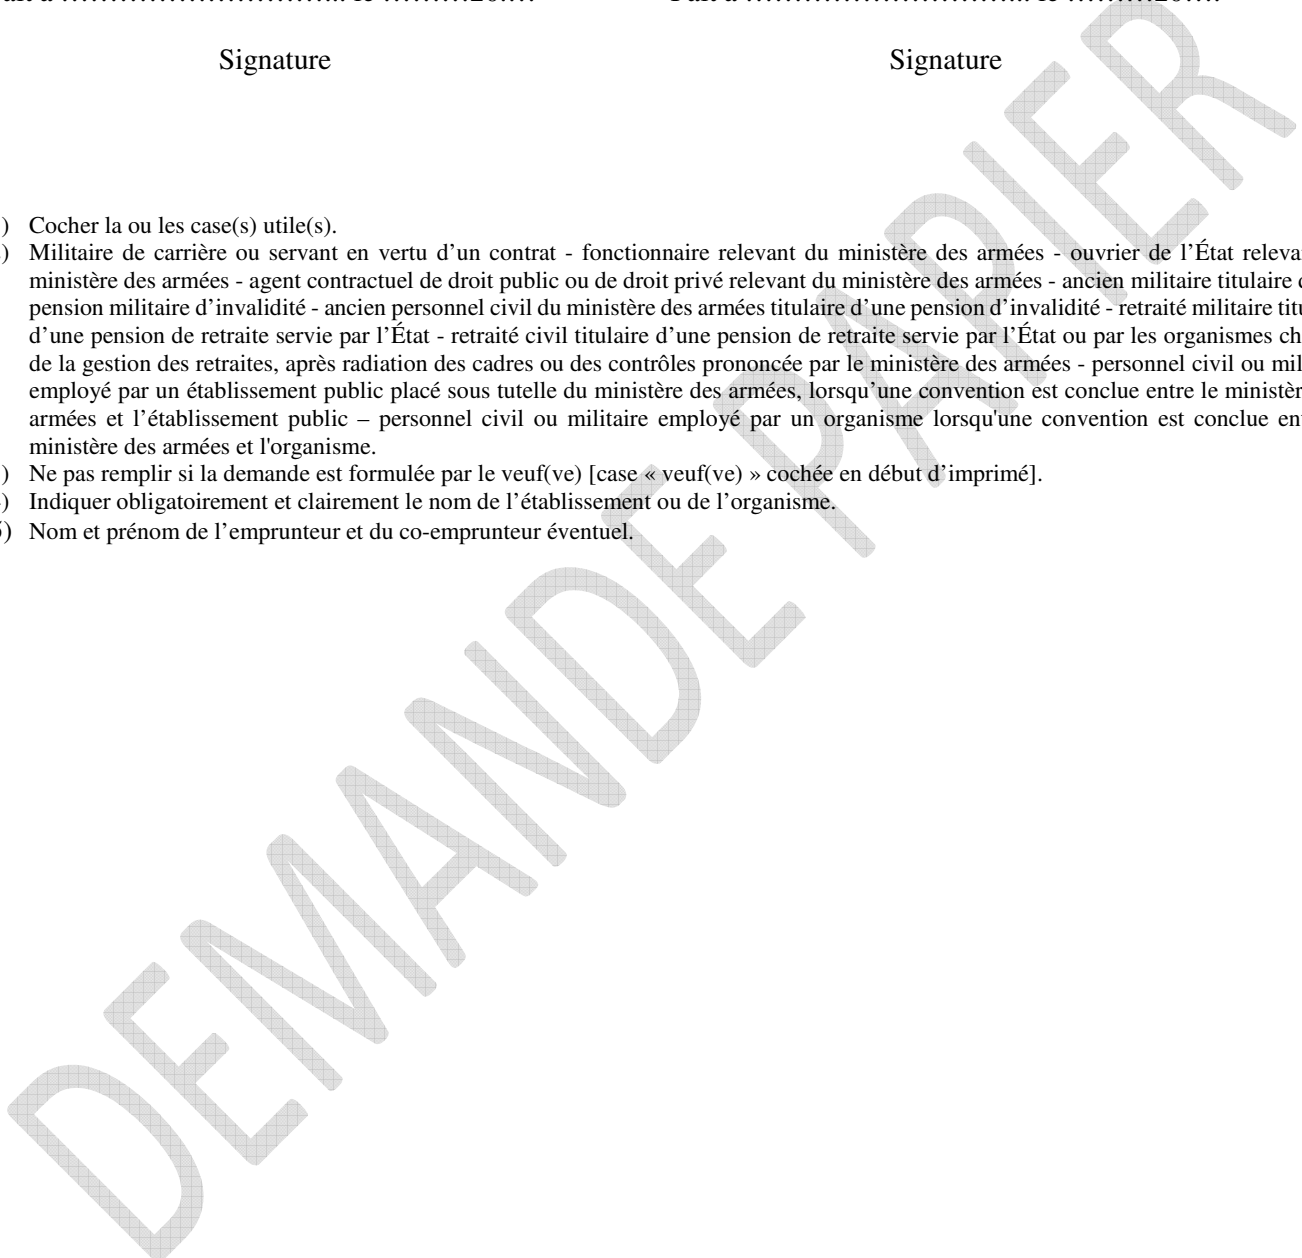 Signature Signature
) Cocher la ou les case(s) utile(s).
) Militaire de carrière ou servant en vertu d’un contrat - fonctionnaire relevant du ministère des armées - ouvrier de l’État
ministère des armées - agent contractuel de droit public ou de droit privé relevant du ministère des armées - ancien militaire titulaire
pension militaire d’invalidité - ancien personnel civil du ministère des armées titulaire d’une pension d’invalidité - retraité militaire
d’une pension de retraite servie par l’État - retraité civil titulaire d’une pension de retraite servie par l’État ou par les organismes
de la gestion des retraites, après radiation des cadres ou des contrôles prononcée par le ministère des armées - personnel civil ou
employé par un établissement public placé sous tutelle du ministère des armées, lorsqu’une convention est conclue entre le
armées et l’établissement public – personnel civil ou militaire employé par un organisme lorsqu'une convention est conclue
ministère des armées et l'organisme.
) Ne pas remplir si la demande est formulée par le veuf(ve) [case « veuf(ve) » cochée en début d’imprimé].
) Indiquer obligatoirement et clairement le nom de l’établissement ou de l’organisme.
) Nom et prénom de l’emprunteur et du co-emprunteur éventuel.
DEMANDE PAPIER